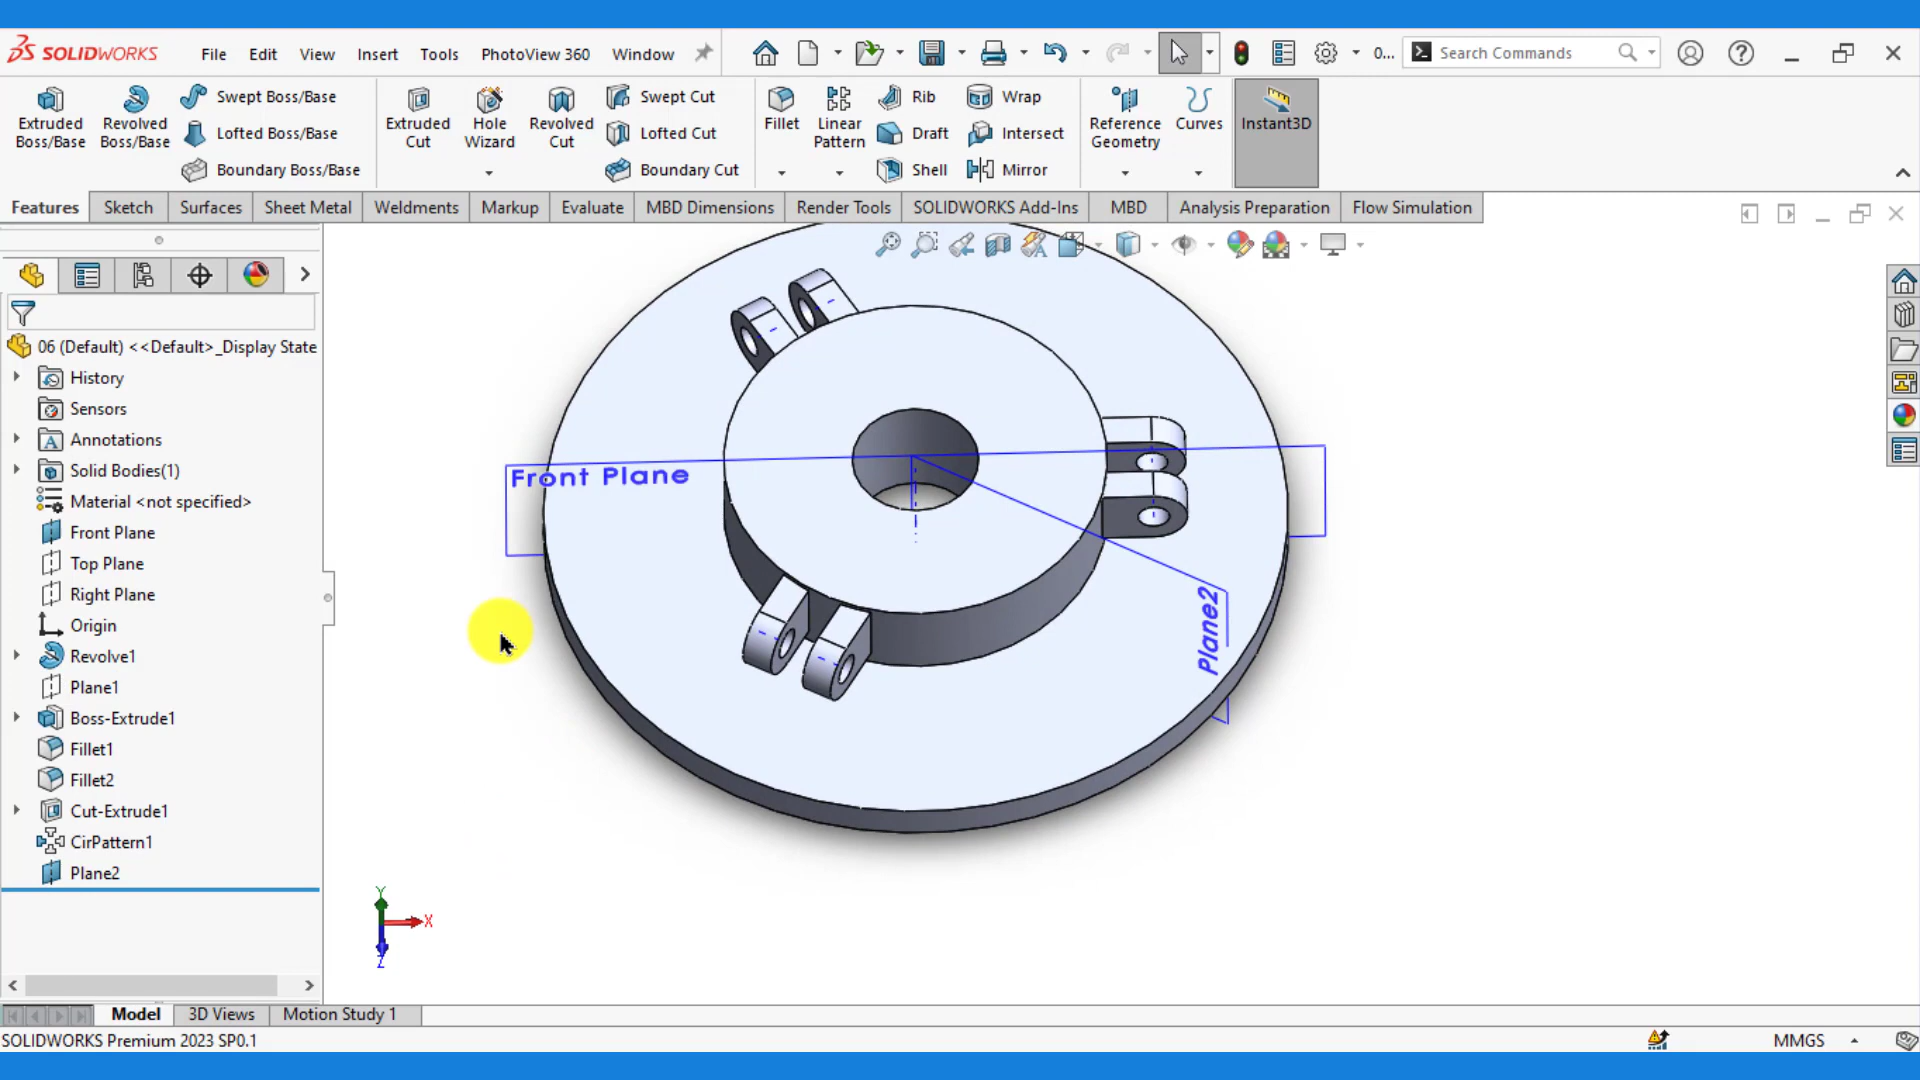 SOLIDWORKS File Edit View Insert Tools PhotoView 360 Window 0... Search Commands
Extruded Boss/Base
Revolved Boss/Base
Swept Boss/Base
Lofted Boss/Base
Boundary Boss/Base
Extruded Cut
Hole Wizard
Revolved Cut
Swept Cut
Lofted Cut
Boundary Cut
Fillet
Linear Pattern
Rib
Draft
Shell
Wrap
Intersect
Mirror
Reference Geometry
Curves
Instant3D
Features Sketch Surfaces Sheet Metal Weldments Markup Evaluate MBD Dimensions Render Tools SOLIDWORKS Add-Ins MBD Analysis Preparation Flow Simulation
06 (Default) <<Default>_Display State
History
Sensors
Annotations
Solid Bodies(1)
Material <not specified>
Front Plane
Top Plane
Right Plane
Origin
Revolve1
Plane1
Boss-Extrude1
Fillet1
Fillet2
Cut-Extrude1
CirPattern1
Plane2
Front Plane
Plane2
Y
X
Z
Model 3D Views Motion Study 1
SOLIDWORKS Premium 2023 SP0.1 MMGS